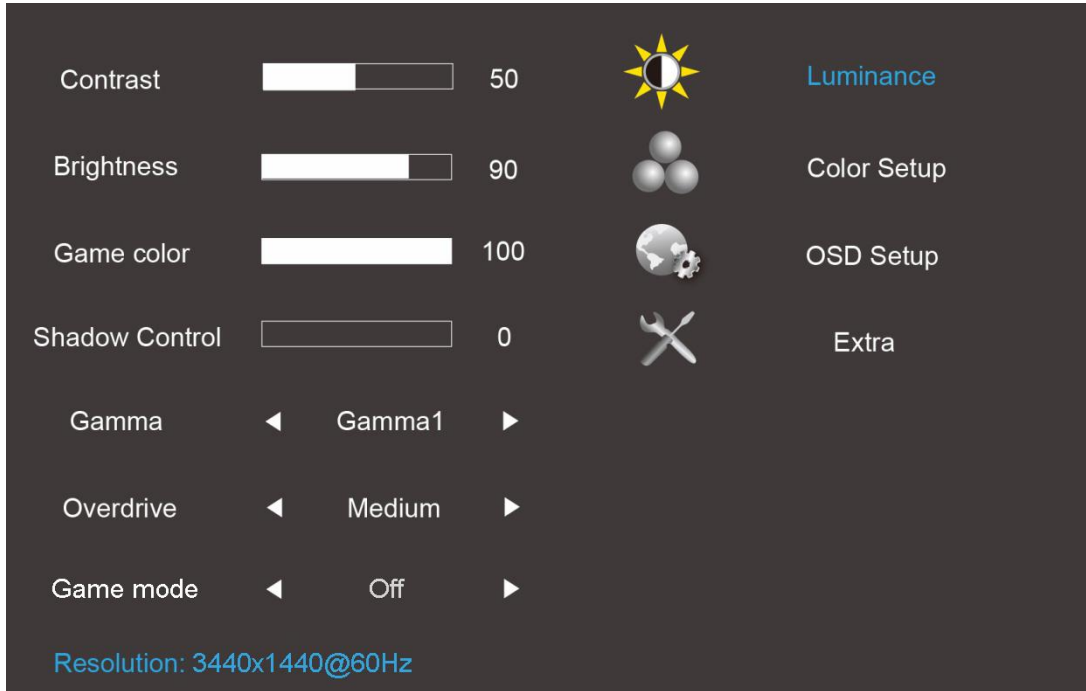 Contrast 50 Luminance
Brightness 90 Color Setup
Game color 100 OSD Setup
Shadow Control 0 Extra
Gamma Gamma1
Overdrive Medium
Game mode Off
Resolution: 3440x1440@60Hz